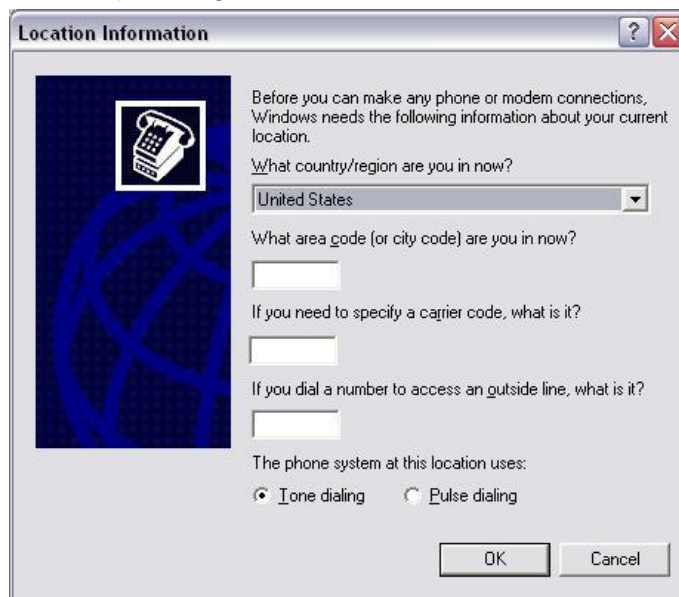 Location Information
Before you can make any phone or modem connections,
Windows needs the following information about your current
location.
What country/region are you in now?
United States
What area code (or city code) are you in now?
If you need to specify a carrier code, what is it?
If you dial a number to access an outside line, what is it?
The phone system at this location uses:
Tone dialing Pulse dialing
OK Cancel